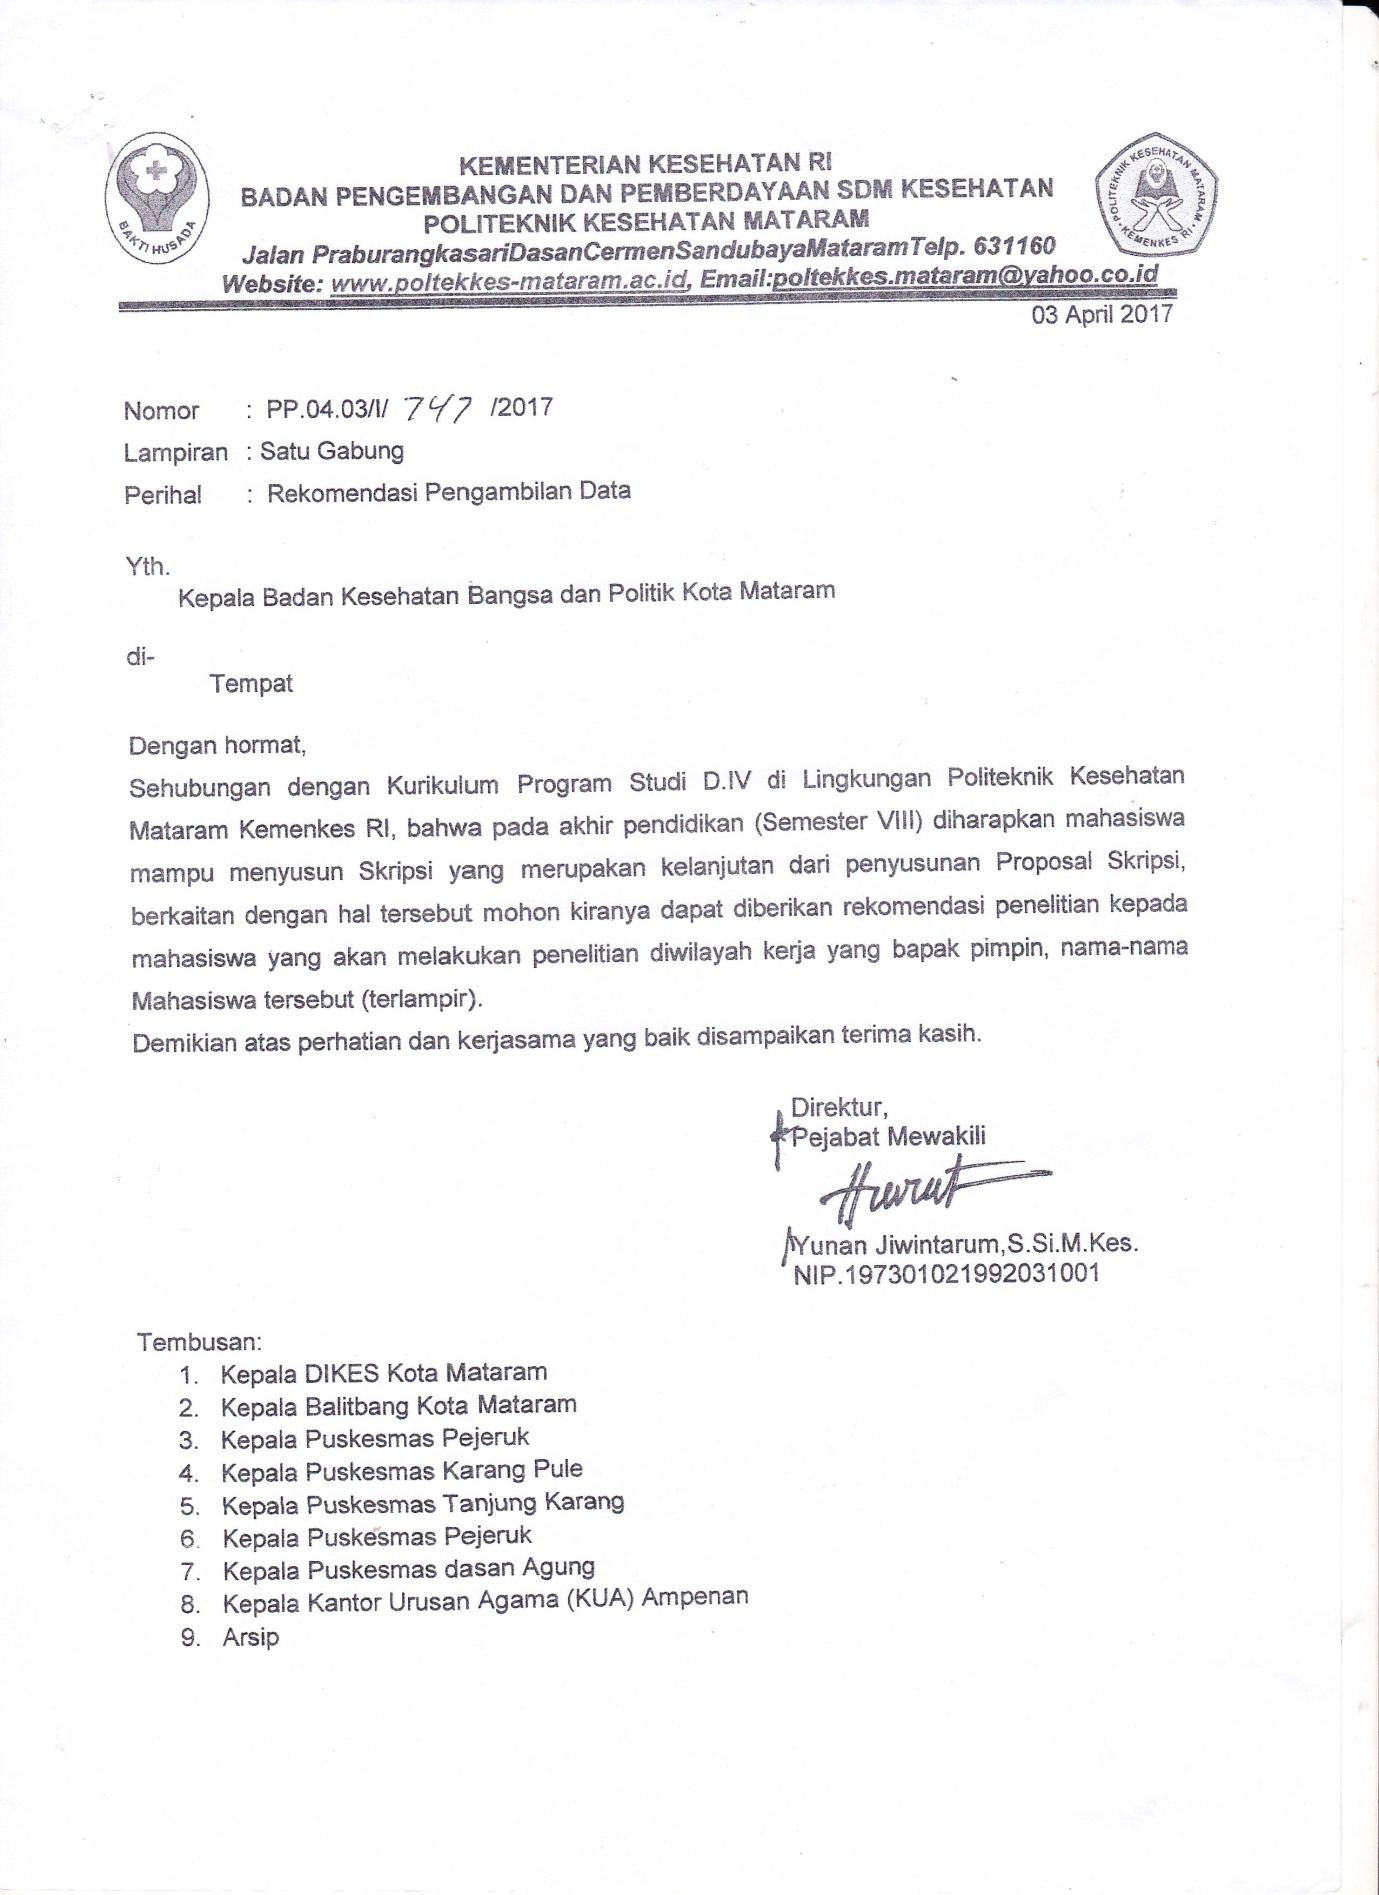 BAKTI HUSADA
POLITEKNIK KESEHATAN MATARAM
KEMENKES RI
KEMENTERIAN KESEHATAN RI
BADAN PENGEMBANGAN DAN PEMBERDAYAAN SDM KESEHATAN
POLITEKNIK KESEHATAN MATARAM
Jalan PraburangkasariDasanCermenSandubayaMataramTelp. 631160
Website: www.poltekkes-mataram.ac.id, Email:poltekkes.mataram@yahoo.co.id
03 April 2017
Nomor : PP.04.03/I/ 747 /2017
Lampiran : Satu Gabung
Perihal : Rekomendasi Pengambilan Data
Yth.
Kepala Badan Kesehatan Bangsa dan Politik Kota Mataram
di-
Tempat
Dengan hormat,
Sehubungan dengan Kurikulum Program Studi D.IV di Lingkungan Politeknik Kesehatan
Mataram Kemenkes RI, bahwa pada akhir pendidikan (Semester VIII) diharapkan mahasiswa
mampu menyusun Skripsi yang merupakan kelanjutan dari penyusunan Proposal Skripsi,
berkaitan dengan hal tersebut mohon kiranya dapat diberikan rekomendasi penelitian kepada
mahasiswa yang akan melakukan penelitian diwilayah kerja yang bapak pimpin, nama-nama
Mahasiswa tersebut (terlampir).
Demikian atas perhatian dan kerjasama yang baik disampaikan terima kasih.
Direktur,
Pejabat Mewakili
Yunan Jiwintarum,S.Si.M.Kes.
NIP.197301021992031001
Tembusan:
1. Kepala DIKES Kota Mataram
2. Kepala Balitbang Kota Mataram
3. Kepala Puskesmas Pejeruk
4. Kepala Puskesmas Karang Pule
5. Kepala Puskesmas Tanjung Karang
6. Kepala Puskesmas Pejeruk
7. Kepala Puskesmas dasan Agung
8. Kepala Kantor Urusan Agama (KUA) Ampenan
9. Arsip